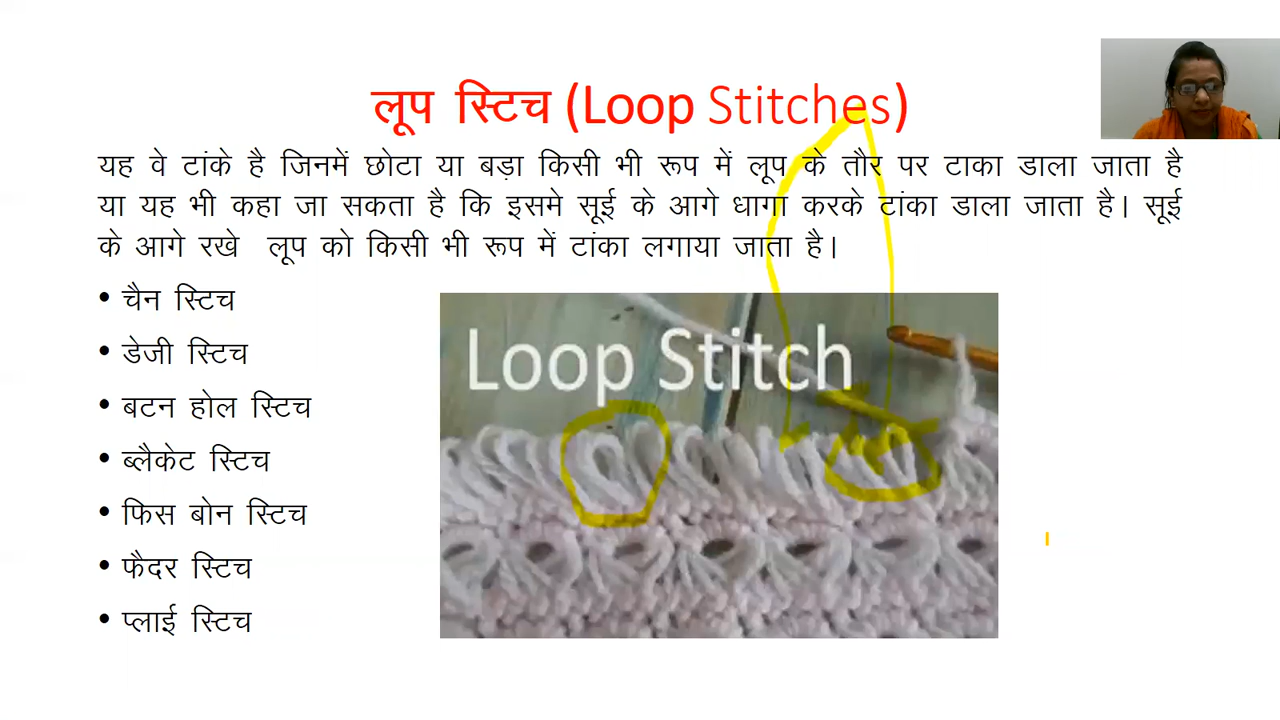 लूप स्टिच (Loop Stitches)
यह वे टांके है जिनमें छोटा या बड़ा किसी भी रूप में लूप के तौर पर टाका डाला जाता है
या यह भी कहा जा सकता है कि इसमे सूई के आगे धागा करके टांका डाला जाता है। सूई
के आगे रखे लूप को किसी भी रूप में टांका लगाया जाता है।
• चैन स्टिच
• डेजी स्टिच
• बटन होल स्टिच
• ब्लैकेट स्टिच
• फिस बोन स्टिच
• फैदर स्टिच
• प्लाई स्टिच
Loop Stitch